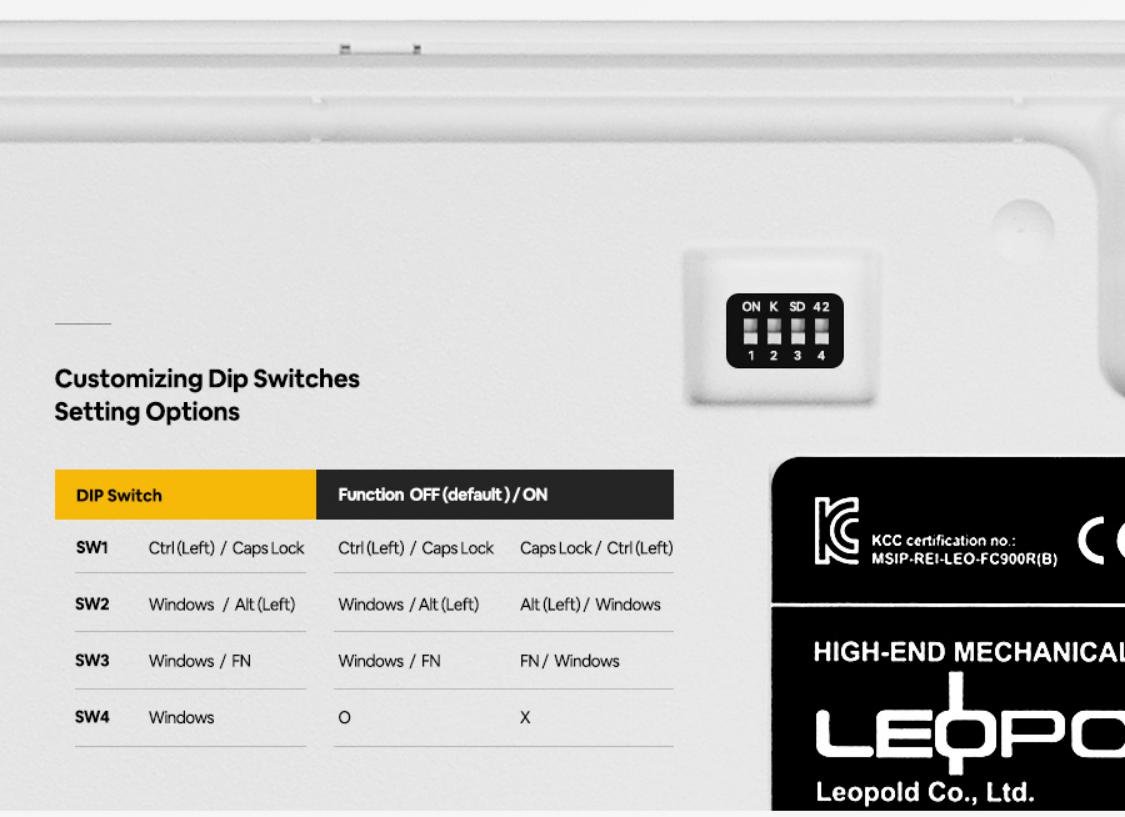 ON K SD 42
1 2 3 4
Customizing Dip Switches
Setting Options
DIP Switch Function OFF (default) / ON
SW1 Ctrl (Left) / Caps Lock Ctrl (Left) / Caps Lock Caps Lock / Ctrl (Left)
SW2 Windows / Alt (Left) Windows / Alt (Left) Alt (Left) / Windows
SW3 Windows / FN Windows / FN FN / Windows
SW4 Windows O X
KCC certification no.:
MSIP-REI-LEO-FC900R(B)
HIGH-END MECHANICAL
LEOPO
Leopold Co., Ltd.